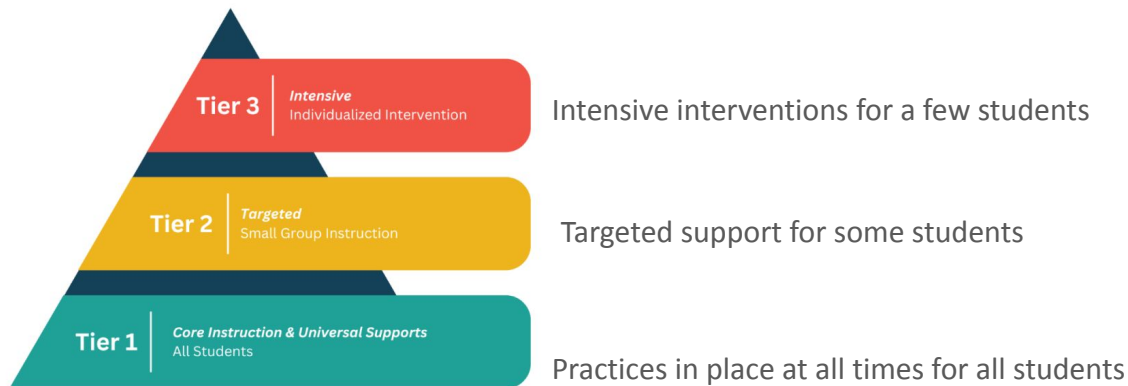 Tier 3
Intensive
Individualized Intervention
Intensive interventions for a few students
Tier 2
Targeted
Small Group Instruction
Targeted support for some students
Tier 1
Core Instruction & Universal Supports
All Students
Practices in place at all times for all students